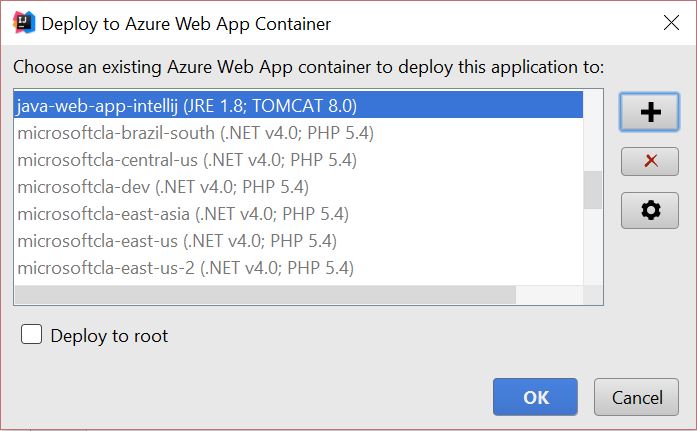 Deploy to Azure Web App Container
Choose an existing Azure Web App container to deploy this application to:
java-web-app-intellij (JRE 1.8; TOMCAT 8.0)
microsoftcla-brazil-south (.NET v4.0; PHP 5.4)
microsoftcla-central-us (.NET v4.0; PHP 5.4)
microsoftcla-dev (.NET v4.0; PHP 5.4)
microsoftcla-east-asia (.NET v4.0; PHP 5.4)
microsoftcla-east-us (.NET v4.0; PHP 5.4)
microsoftcla-east-us-2 (.NET v4.0; PHP 5.4)
Deploy to root
OK Cancel